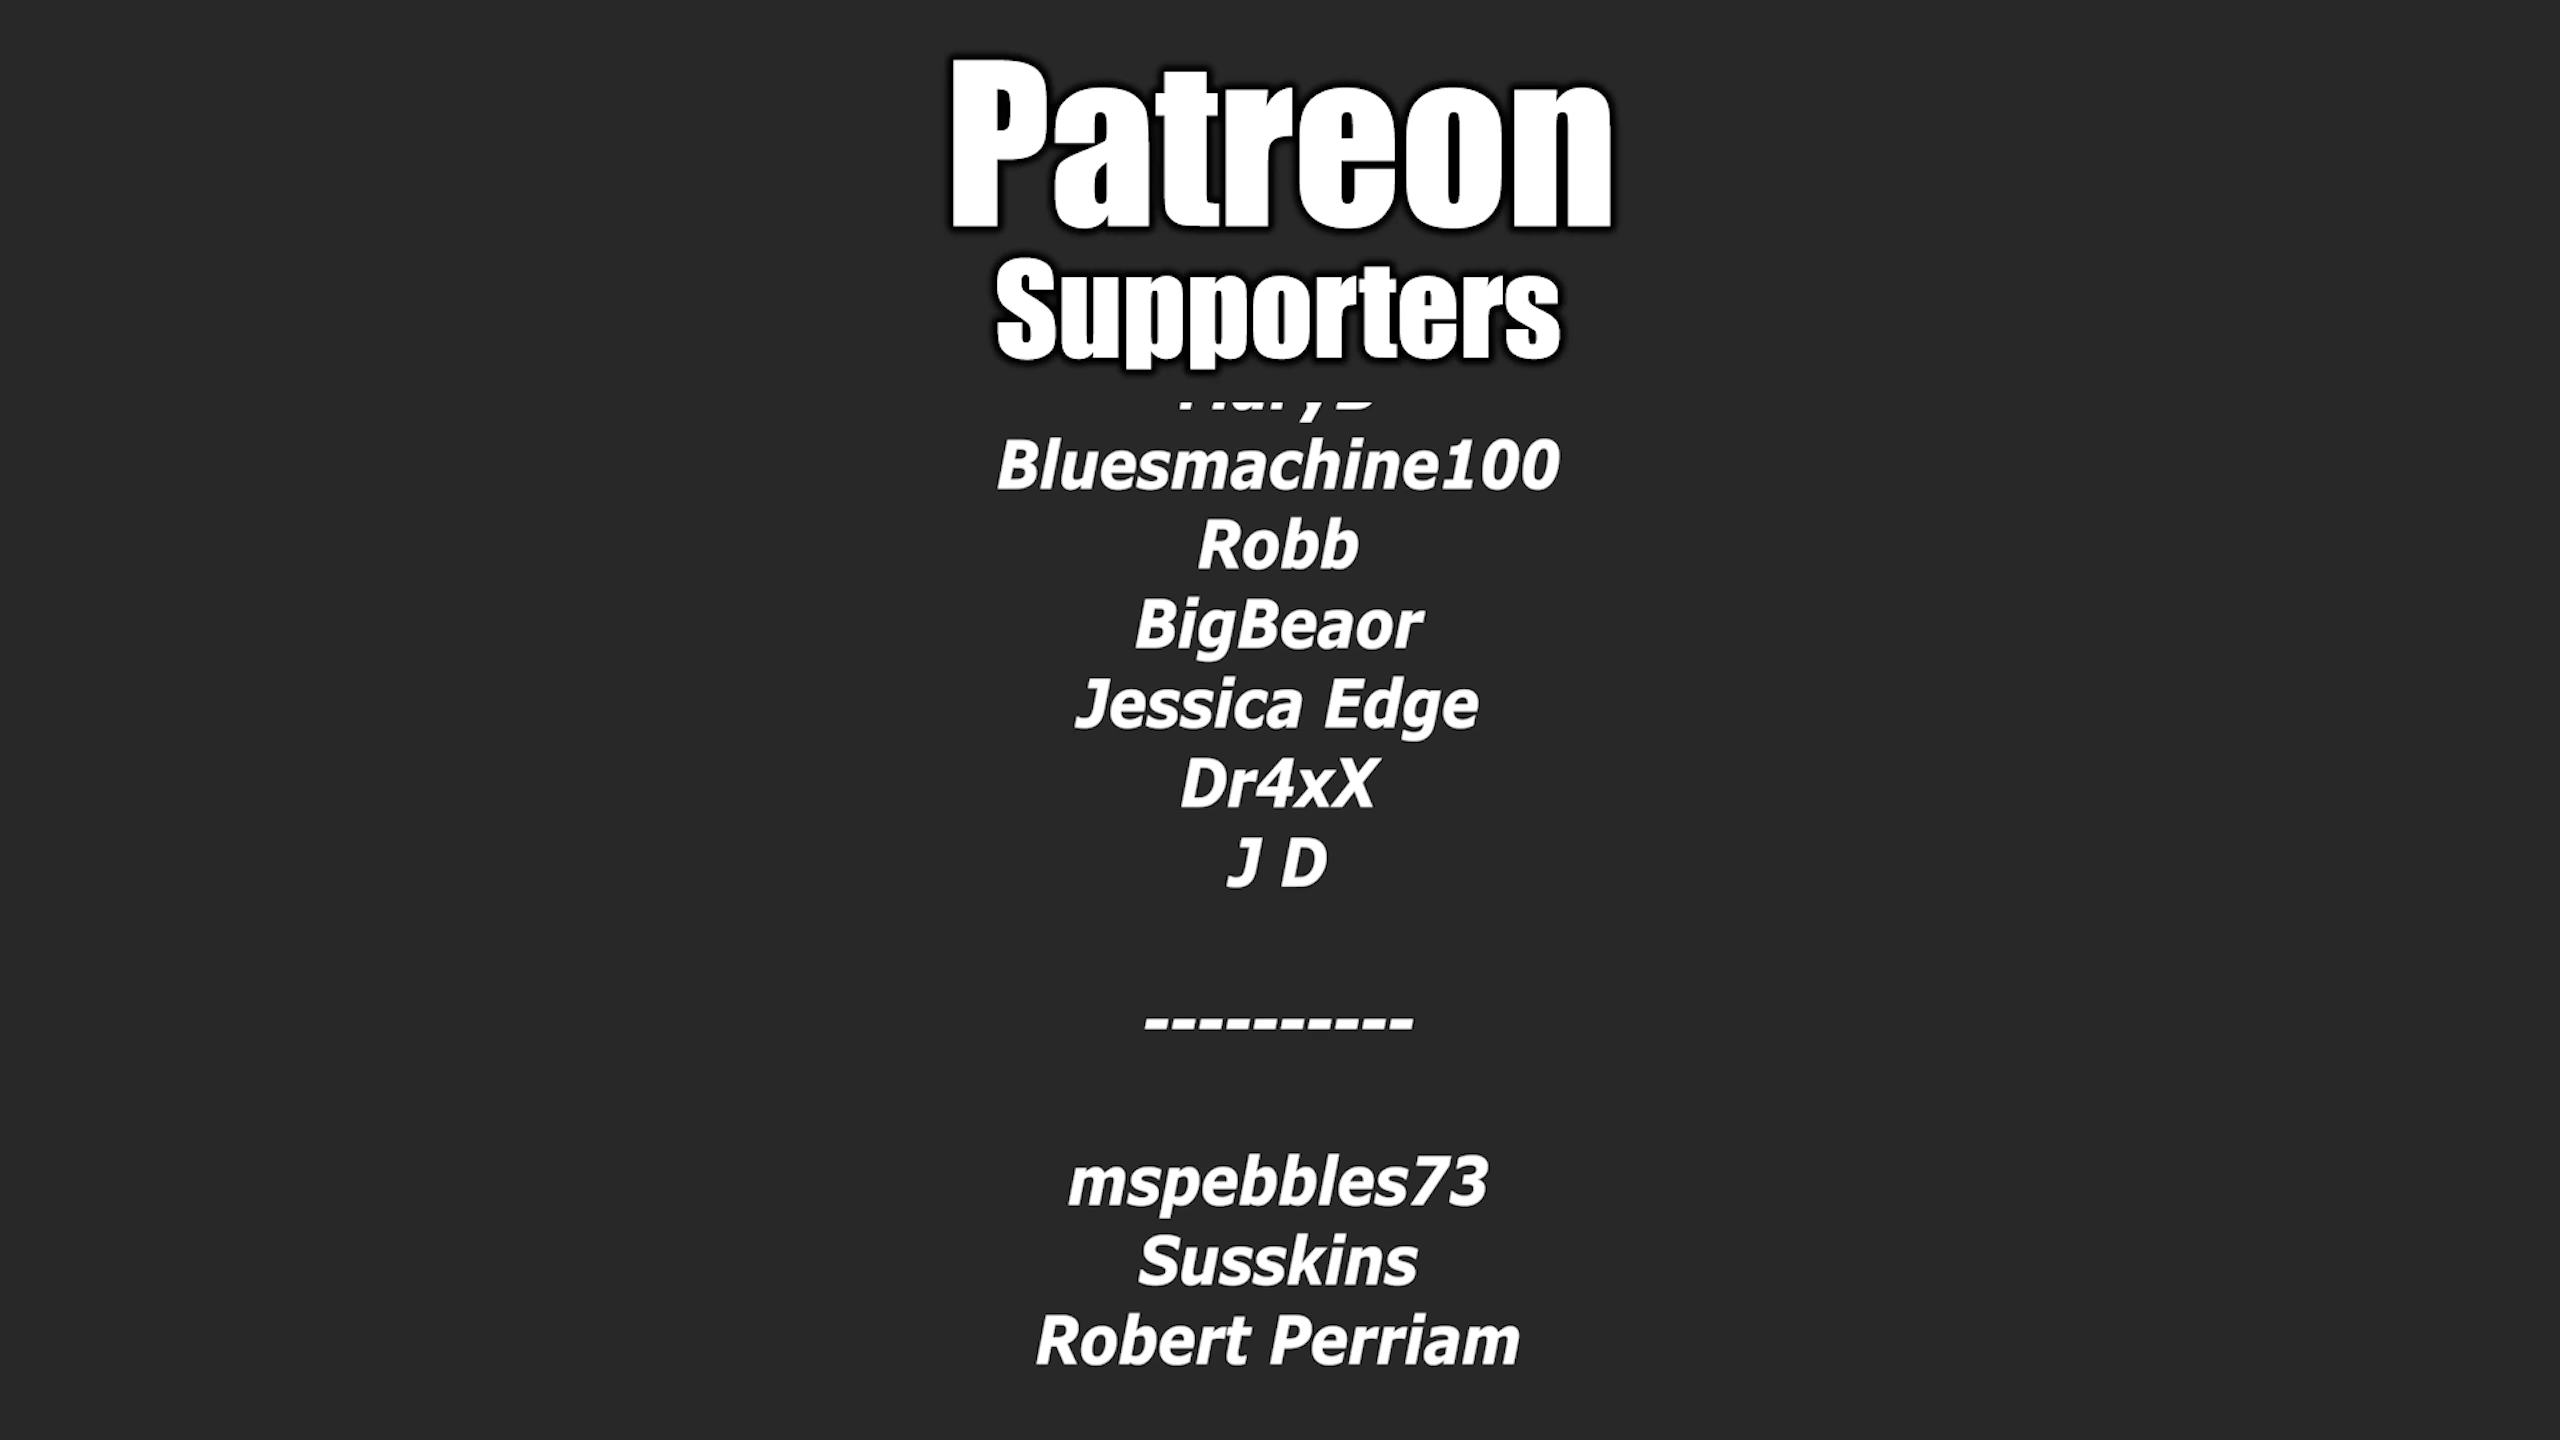 Patreon
Supporters
Bluesmachine100
Robb
BigBeaor
Jessica Edge
Dr4xX
J D
----------
mspebbles73
Susskins
Robert Perriam